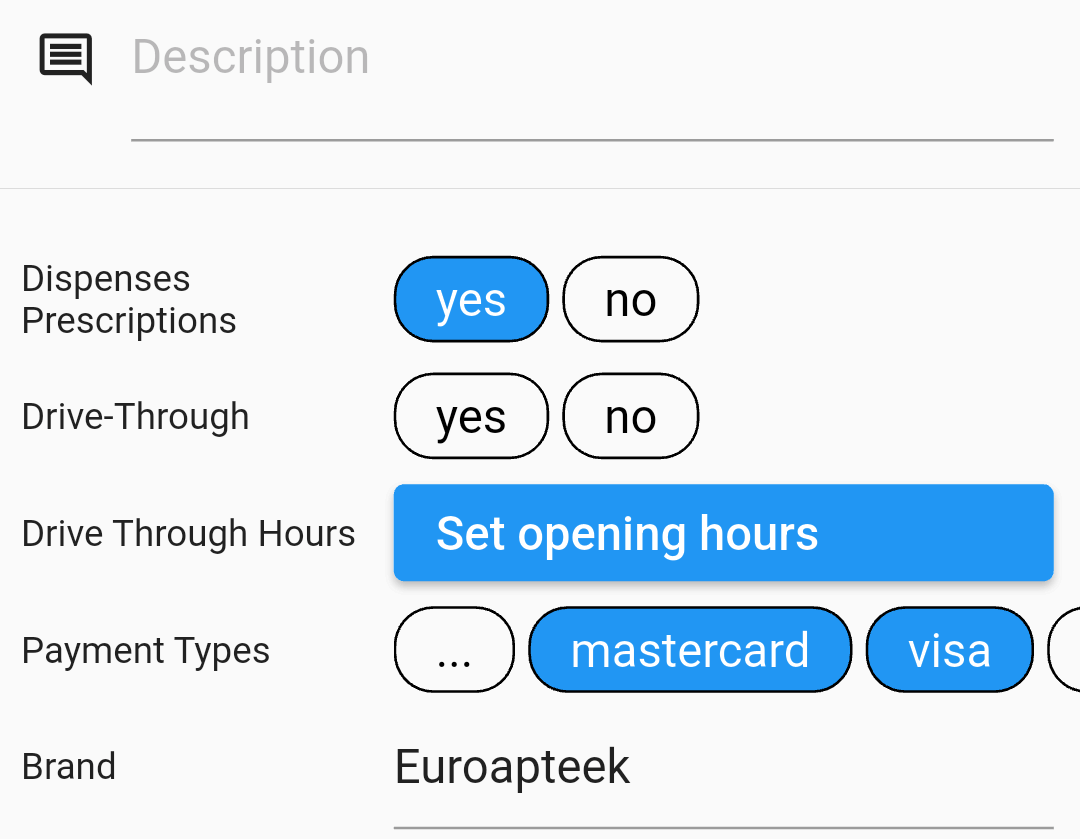 Description
Dispenses
Prescriptions
yes no
Drive-Through
yes no
Drive Through Hours
Set opening hours
Payment Types
... mastercard visa
Brand
Euroapteek